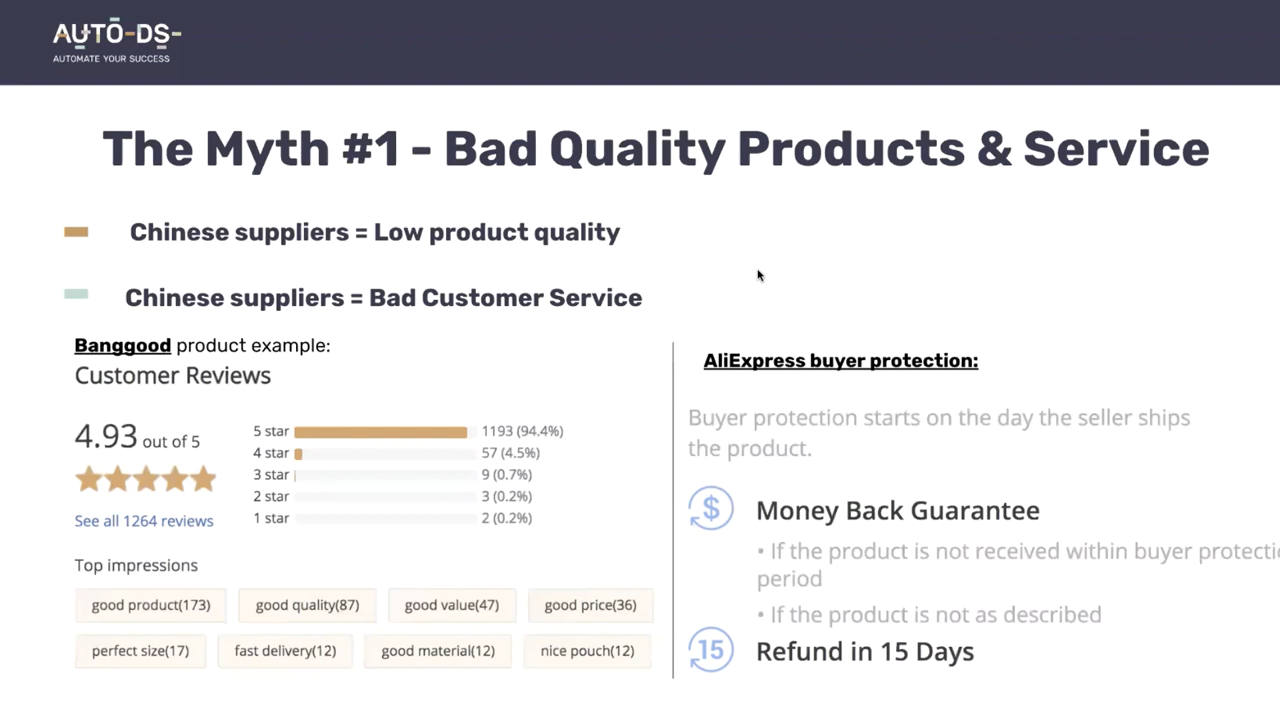 AUTO-DS-
AUTOMATE YOUR SUCCESS
The Myth #1 - Bad Quality Products & Service
Chinese suppliers = Low product quality
Chinese suppliers = Bad Customer Service
Banggood product example:
Customer Reviews
4.93 out of 5
5 star 1193 (94.4%)
4 star 57 (4.5%)
3 star 9 (0.7%)
2 star 3 (0.2%)
1 star 2 (0.2%)
See all 1264 reviews
Top impressions
good product(173) good quality(87) good value(47) good price(36)
perfect size(17) fast delivery(12) good material(12) nice pouch(12)
AliExpress buyer protection:
Buyer protection starts on the day the seller ships
the product.
$ Money Back Guarantee
• If the product is not received within buyer protectio
period
• If the product is not as described
15 Refund in 15 Days